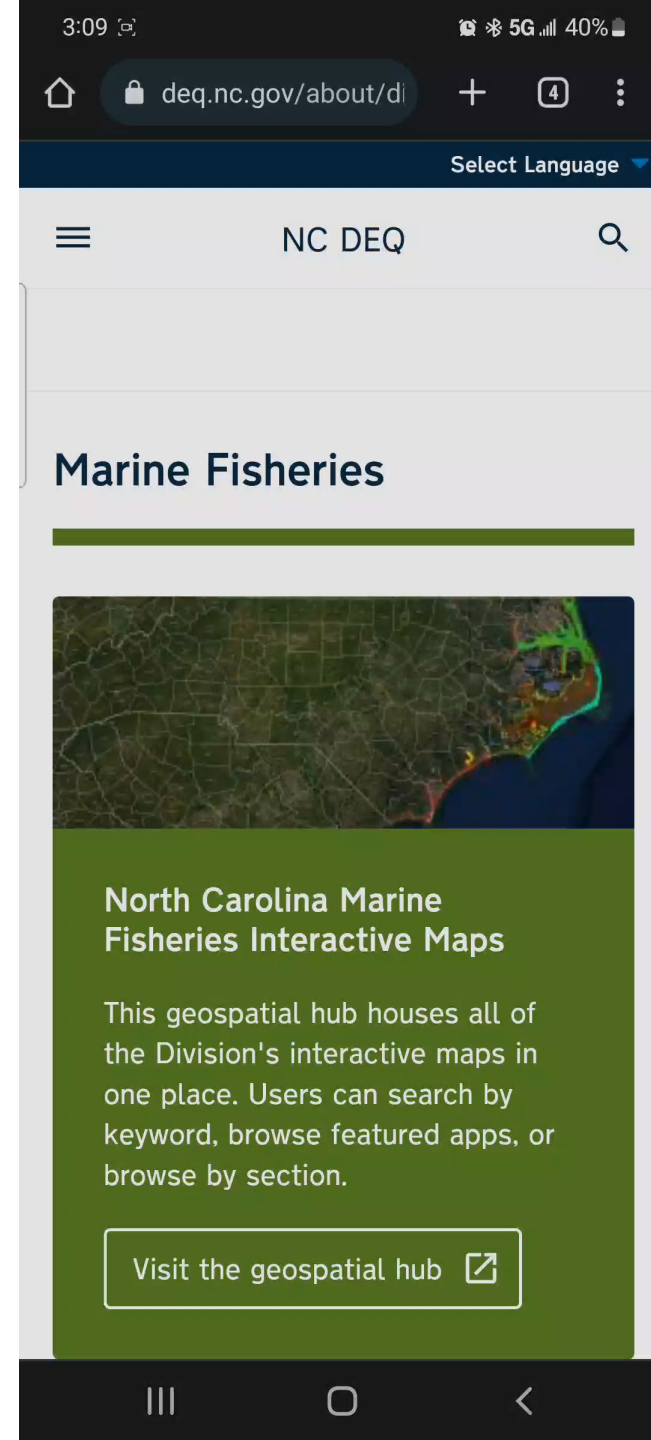 3:09 5G 40%
deq.nc.gov/about/di 4
Select Language
NC DEQ
Marine Fisheries
North Carolina Marine
Fisheries Interactive Maps
This geospatial hub houses all of
the Division's interactive maps in
one place. Users can search by
keyword, browse featured apps, or
browse by section.
Visit the geospatial hub